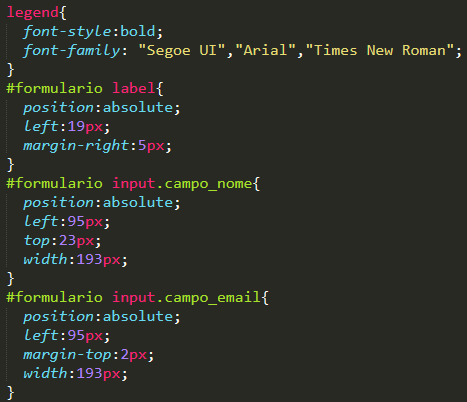 legend{
font-style:bold;
font-family: "Segoe UI","Arial","Times New Roman";
}
#formulario label{
position:absolute;
left:19px;
margin-right:5px;
}
#formulario input.campo_nome{
position:absolute;
left:95px;
top:23px;
width:193px;
}
#formulario input.campo_email{
position:absolute;
left:95px;
margin-top:2px;
width:193px;
}